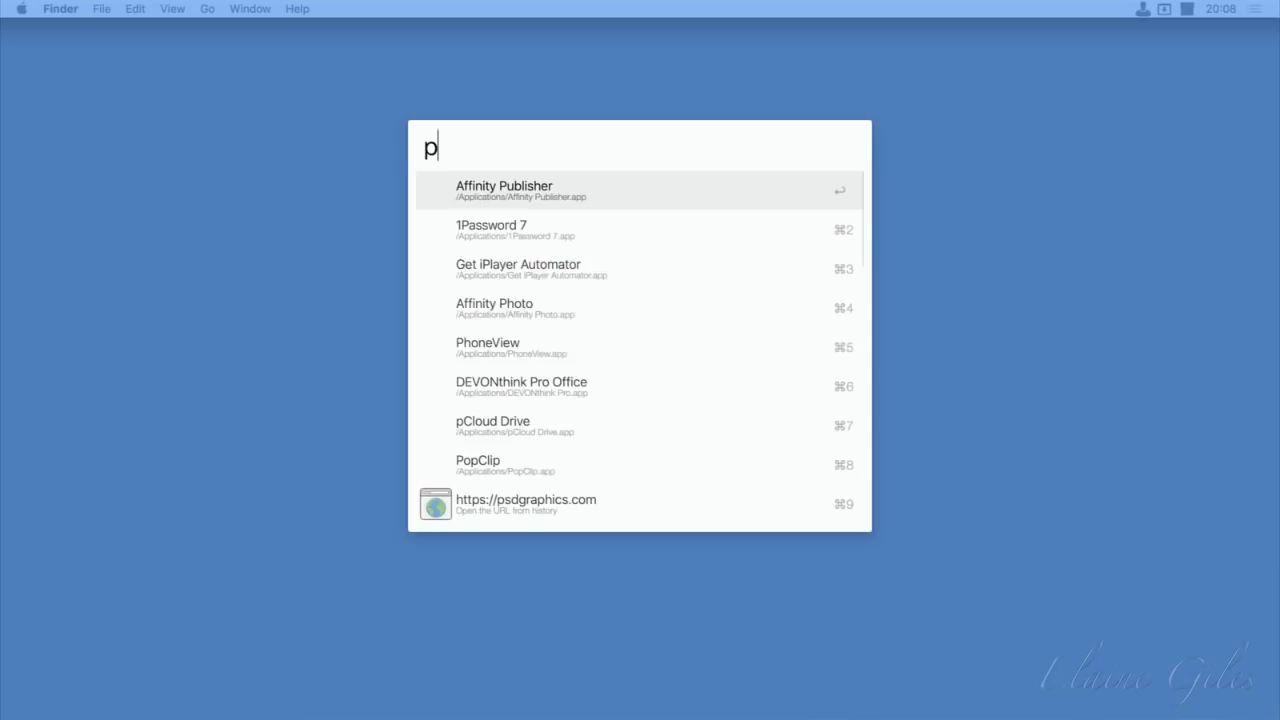 Finder File Edit View Go Window Help 20:08
p
Affinity Publisher
/Applications/Affinity Publisher.app
1Password 7
/Applications/1Password 7.app
⌘2
Get iPlayer Automator
/Applications/Get iPlayer Automator.app
⌘3
Affinity Photo
/Applications/Affinity Photo.app
⌘4
PhoneView
/Applications/PhoneView.app
⌘5
DEVONthink Pro Office
/Applications/DEVONthink Pro.app
⌘6
pCloud Drive
/Applications/pCloud Drive.app
⌘7
PopClip
/Applications/PopClip.app
⌘8
https://psdgraphics.com
Open the URL from history
⌘9
Elaine Giles